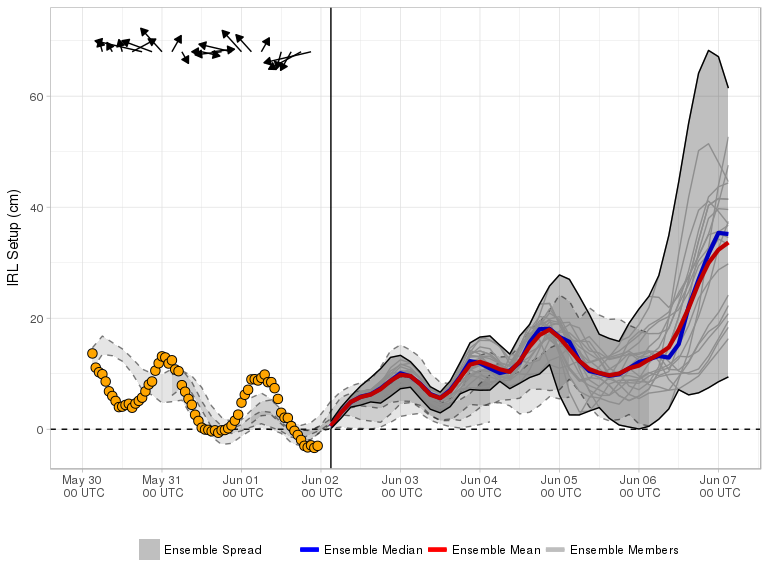 60
40
20
0
IRL Setup (cm)
May 30 May 31 Jun 01 Jun 02 Jun 03 Jun 04 Jun 05 Jun 06 Jun 07
00 UTC 00 UTC 00 UTC 00 UTC 00 UTC 00 UTC 00 UTC 00 UTC 00 UTC
Ensemble Spread Ensemble Median Ensemble Mean Ensemble Members